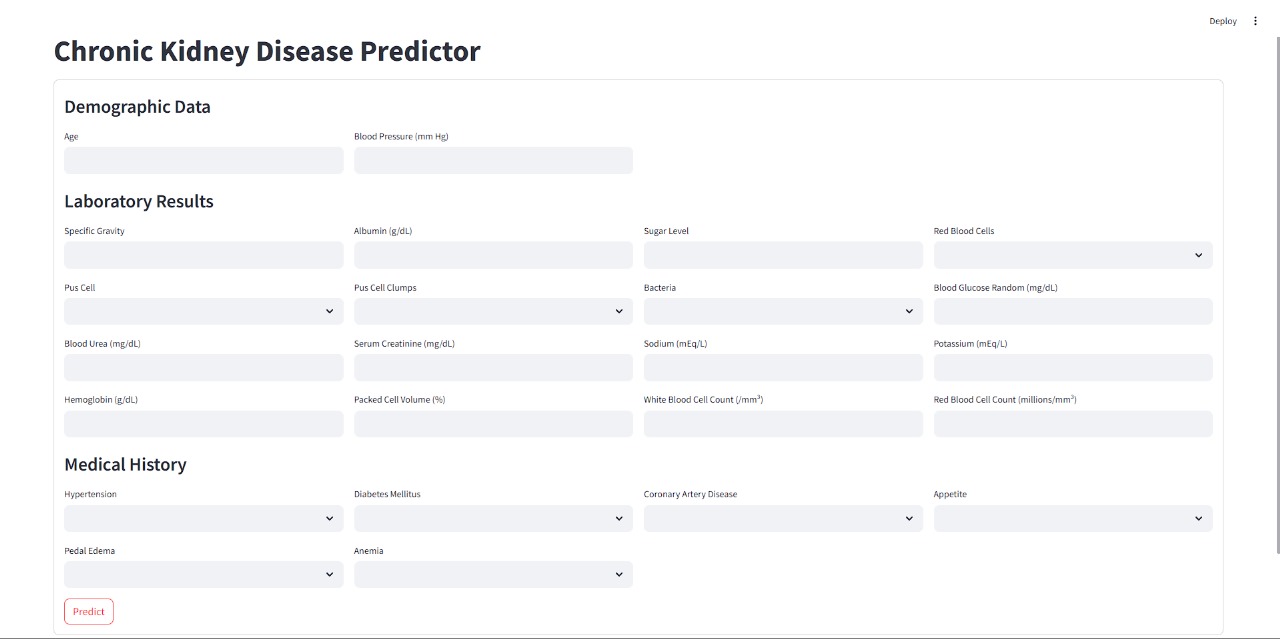 Deploy
Chronic Kidney Disease Predictor
Demographic Data
Age Blood Pressure (mm Hg)
Laboratory Results
Specific Gravity Albumin (g/dL) Sugar Level Red Blood Cells
Pus Cell Pus Cell Clumps Bacteria Blood Glucose Random (mg/dL)
Blood Urea (mg/dL) Serum Creatinine (mg/dL) Sodium (mEq/L) Potassium (mEq/L)
Hemoglobin (g/dL) Packed Cell Volume (%) White Blood Cell Count (/mm³) Red Blood Cell Count (millions/mm³)
Medical History
Hypertension Diabetes Mellitus Coronary Artery Disease Appetite
Pedal Edema Anemia
Predict